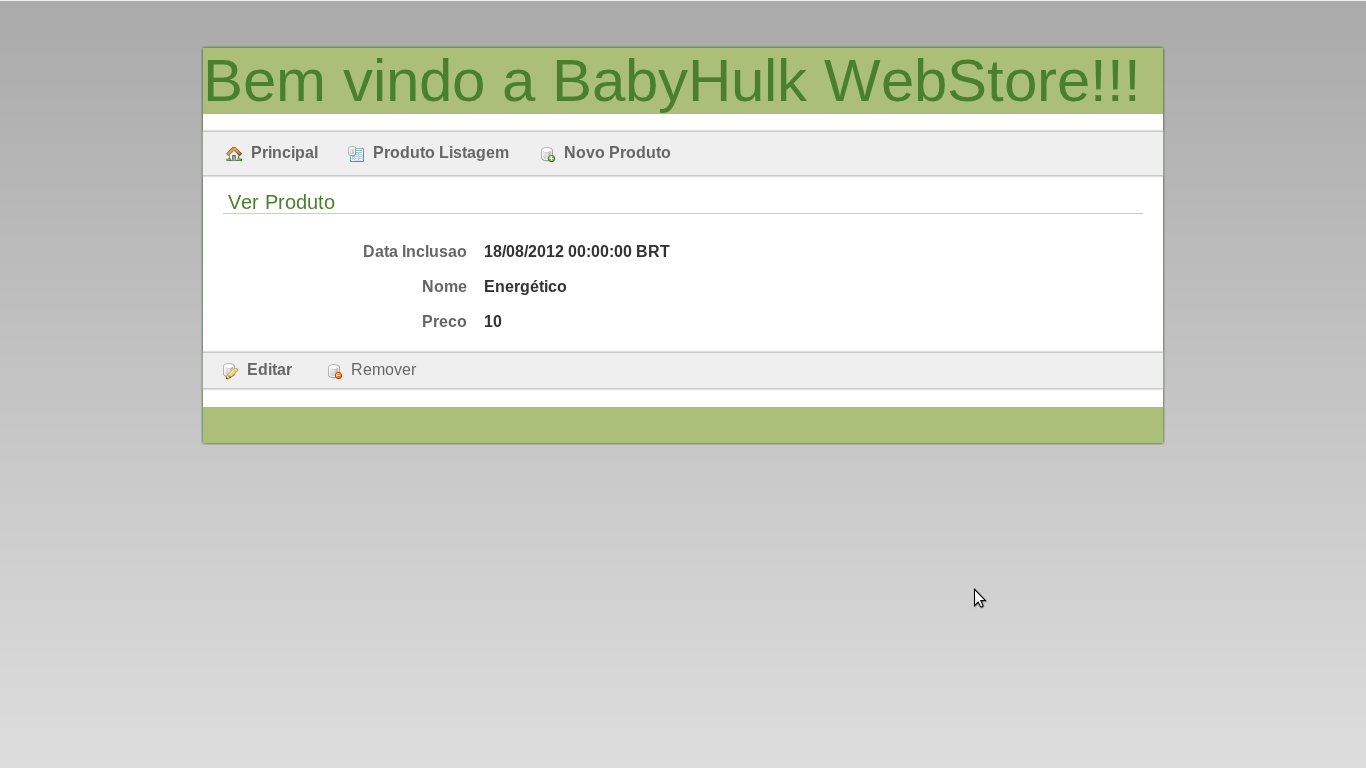 Bem vindo a BabyHulk WebStore!!!
Principal Produto Listagem Novo Produto
Ver Produto
Data Inclusao 18/08/2012 00:00:00 BRT
Nome Energético
Preco 10
Editar Remover